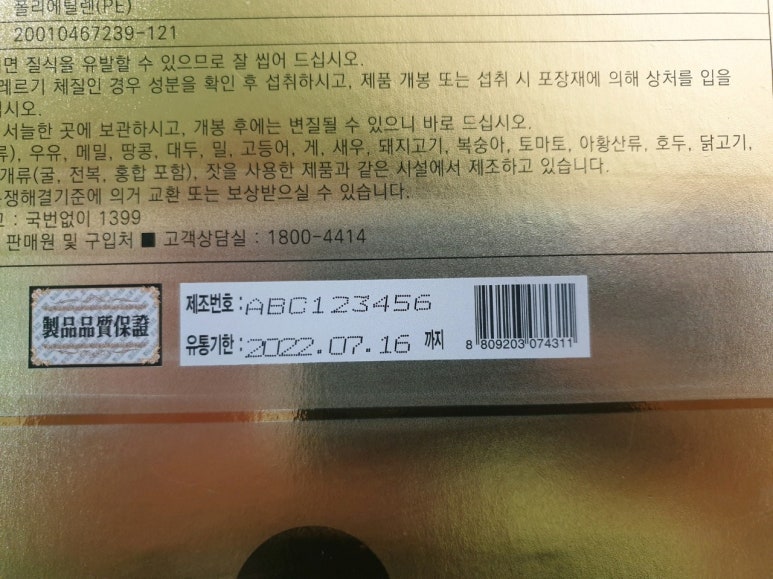 폴리에틸렌(PE)
20010467239-121
면 질식을 유발할 수 있으므로 잘 씹어 드십시오.
레르기 체질인 경우 성분을 확인 후 섭취하시고, 제품 개봉 또는 섭취 시 포장재에 의해 상처를 입을
십시오.
서늘한 곳에 보관하시고, 개봉 후에는 변질될 수 있으니 바로 드십시오.
류), 우유, 메밀, 땅콩, 대두, 밀, 고등어, 게, 새우, 돼지고기, 복숭아, 토마토, 아황산류, 호두, 닭고기,
개류(굴, 전복, 홍합 포함), 잣을 사용한 제품과 같은 시설에서 제조하고 있습니다.
쟁해결기준에 의거 교환 또는 보상받으실 수 있습니다.
고 : 국번없이 1399
판매원 및 구입처 ■ 고객상담실 : 1800-4414
製品品質保證
제조번호 : ABC123456
유통기한 : 2022.07.16 까지
8 809203 074311